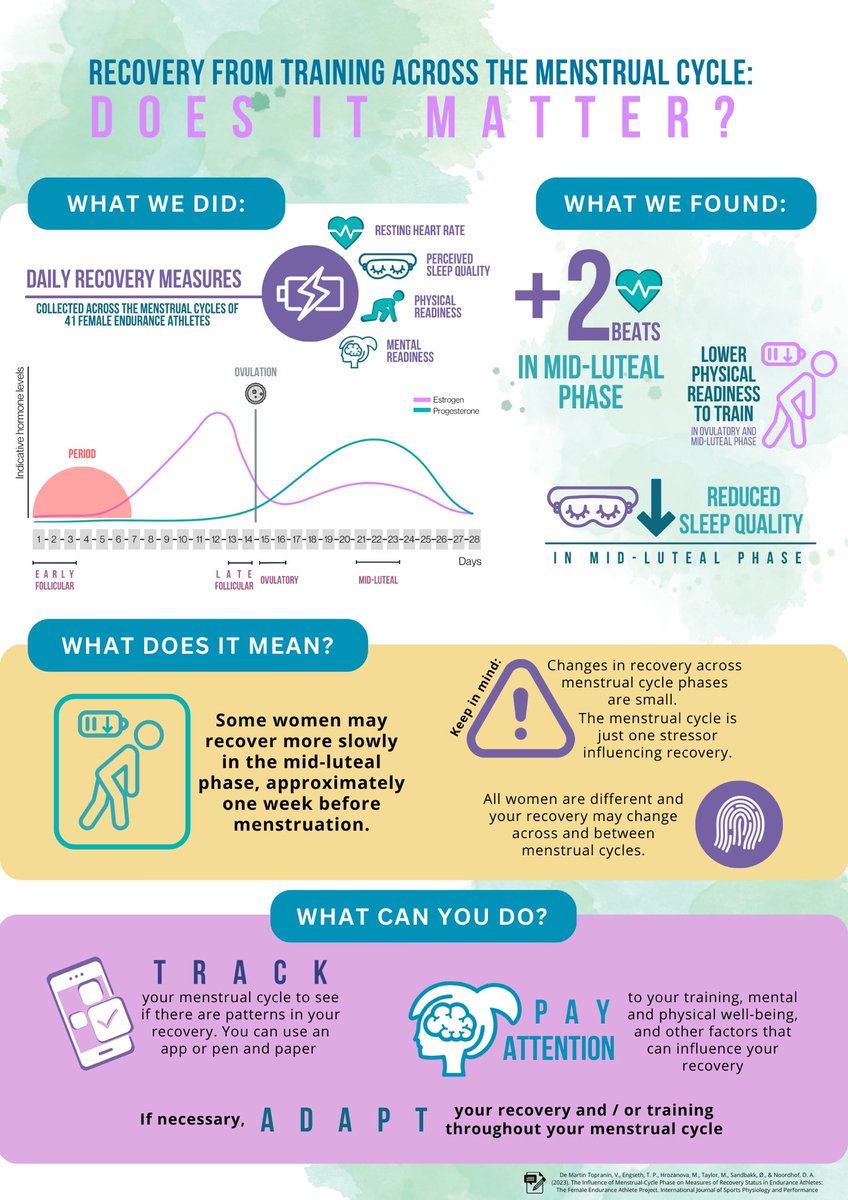 RECOVERY FROM TRAINING ACROSS THE MENSTRUAL CYCLE:
DOES IT MATTER?
WHAT WE DID:
DAILY RECOVERY MEASURES
COLLECTED ACROSS THE MENSTRUAL CYCLES OF
41 FEMALE ENDURANCE ATHLETES
RESTING HEART RATE
PERCEIVED
SLEEP QUALITY
PHYSICAL
READINESS
MENTAL
READINESS
Indicative hormone levels
OVULATION
Estrogen
Progesterone
PERIOD
1 - 2 - 3 - 4 - 5 - 6 - 7 - 8 - 9 - 10 - 11 - 12 - 13 - 14 - 15 - 16 - 17 - 18 - 19 - 20 - 21 - 22 - 23 - 24 - 25 - 26 - 27 - 28
Days
EARLY
FOLLICULAR
LATE
FOLLICULAR
OVULATORY
MID-LUTEAL
WHAT WE FOUND:
+2
BEATS
IN MID-LUTEAL
PHASE
LOWER
PHYSICAL
READINESS
TO TRAIN
IN OVULATORY AND
MID-LUTEAL PHASE
REDUCED
SLEEP QUALITY
IN MID-LUTEAL PHASE
WHAT DOES IT MEAN?
Some women may
recover more slowly
in the mid-luteal
phase, approximately
one week before
menstruation.
Keep in mind:
Changes in recovery across
menstrual cycle phases
are small.
The menstrual cycle is
just one stressor
influencing recovery.
All women are different and
your recovery may change
across and between
menstrual cycles.
WHAT CAN YOU DO?
TRACK
your menstrual cycle to see
if there are patterns in your
recovery. You can use an
app or pen and paper
PAY
ATTENTION
to your training, mental
and physical well-being,
and other factors that
can influence your
recovery
If necessary, ADAPT your recovery and / or training
throughout your menstrual cycle
De Martin Topranin, V., Engseth, T. P., Hrozanova, M., Taylor, M., Sandbakk, Ø., & Noordhof, D. A.
(2023). The Influence of Menstrual-Cycle Phase on Measures of Recovery Status in Endurance Athletes:
The Female Endurance Athlete Project. International Journal of Sports Physiology and Performance